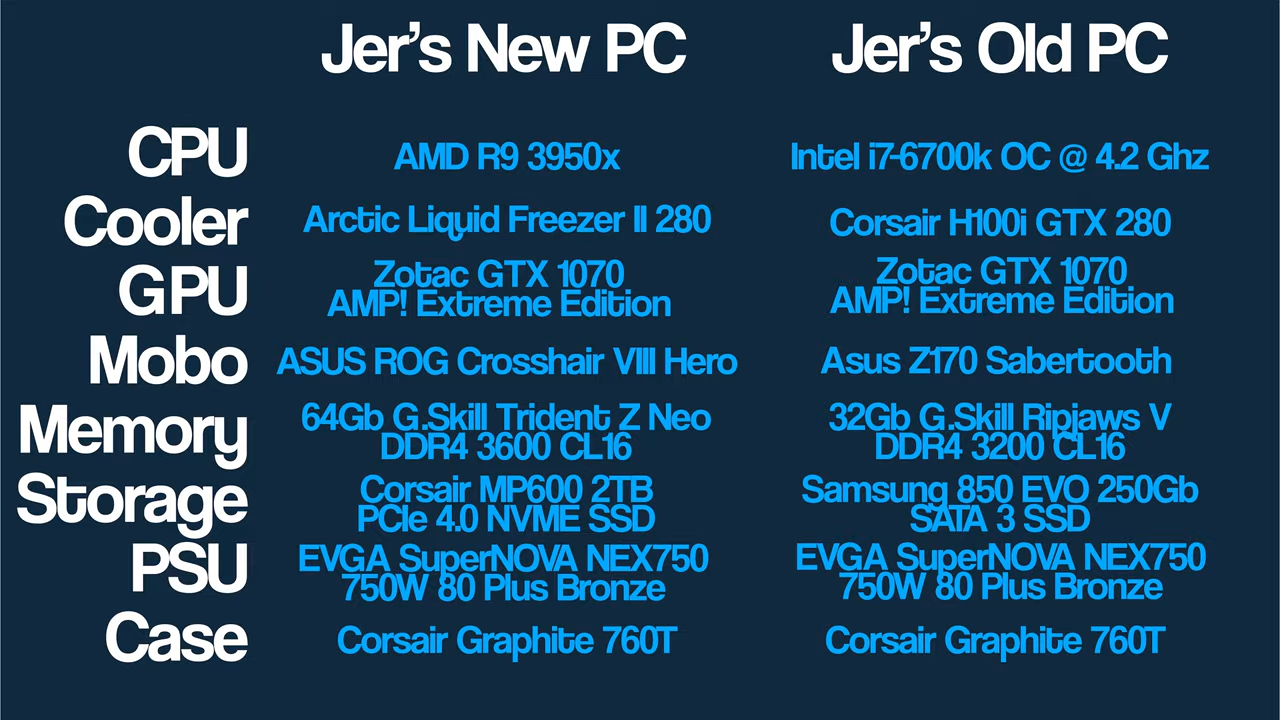 Jer's New PC
Jer's Old PC
CPU
AMD R9 3950x
Intel i7-6700k OC @ 4.2 Ghz
Cooler
Arctic Liquid Freezer II 280
Corsair H100i GTX 280
GPU
Zotac GTX 1070
AMP! Extreme Edition
Zotac GTX 1070
AMP! Extreme Edition
Mobo
ASUS ROG Crosshair VIII Hero
Asus Z170 Sabertooth
Memory
64Gb G.Skill Trident Z Neo
DDR4 3600 CL16
32Gb G.Skill Ripjaws V
DDR4 3200 CL16
Storage
Corsair MP600 2TB
PCIe 4.0 NVME SSD
Samsung 850 EVO 250Gb
SATA 3 SSD
PSU
EVGA SuperNOVA NEX750
750W 80 Plus Bronze
EVGA SuperNOVA NEX750
750W 80 Plus Bronze
Case
Corsair Graphite 760T
Corsair Graphite 760T